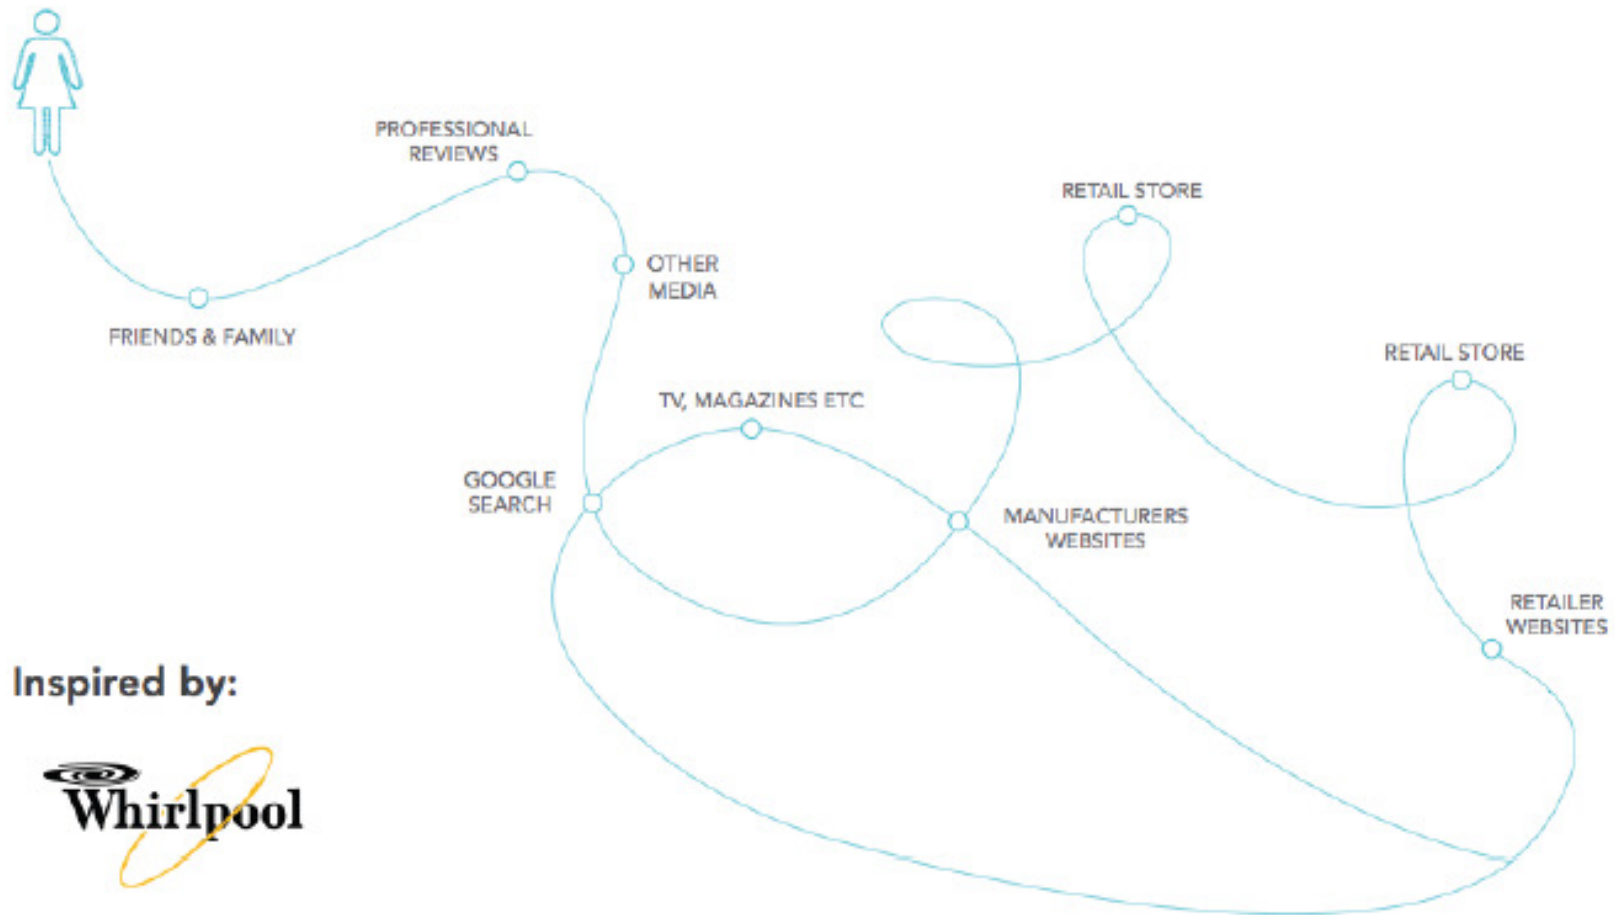 PROFESSIONAL
REVIEWS
RETAIL STORE
OTHER
MEDIA
FRIENDS & FAMILY
RETAIL STORE
TV, MAGAZINES ETC
GOOGLE
SEARCH
MANUFACTURERS
WEBSITES
RETAILER
WEBSITES
Inspired by:
Whirlpool